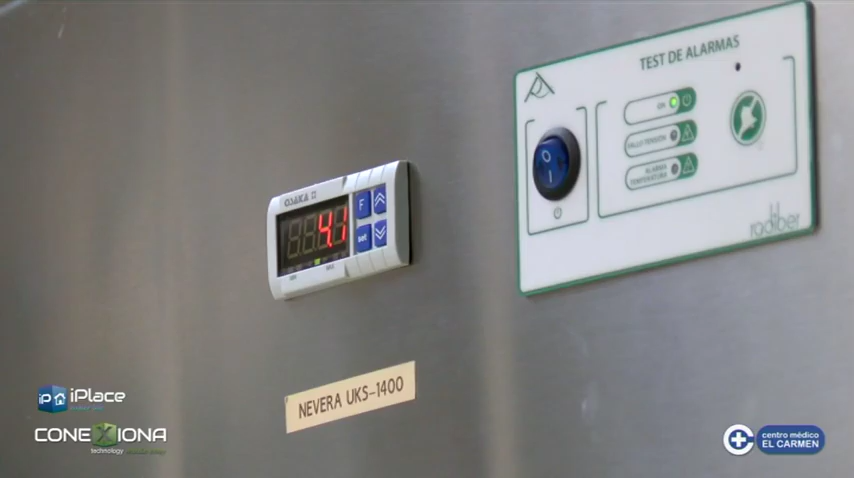 TEST DE ALARMAS
ON
FALLO TENSION
ALARMA
TEMPERATURA
radiber
OSAKA
4.1
F
set
NEVERA UKS-1400
iPlace
CONEXIONA
technology
centro médico
EL CARMEN